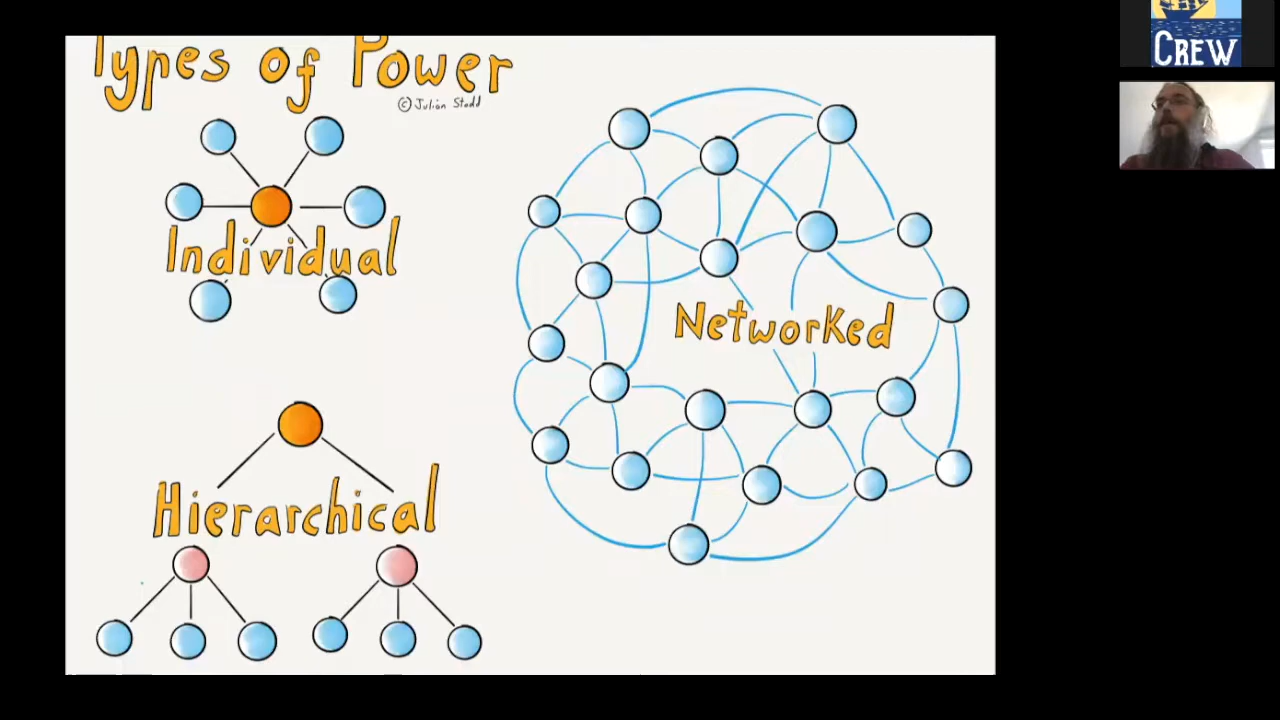 Types of Power
© Julian Stodd
Individual
Networked
Hierarchical
CREW